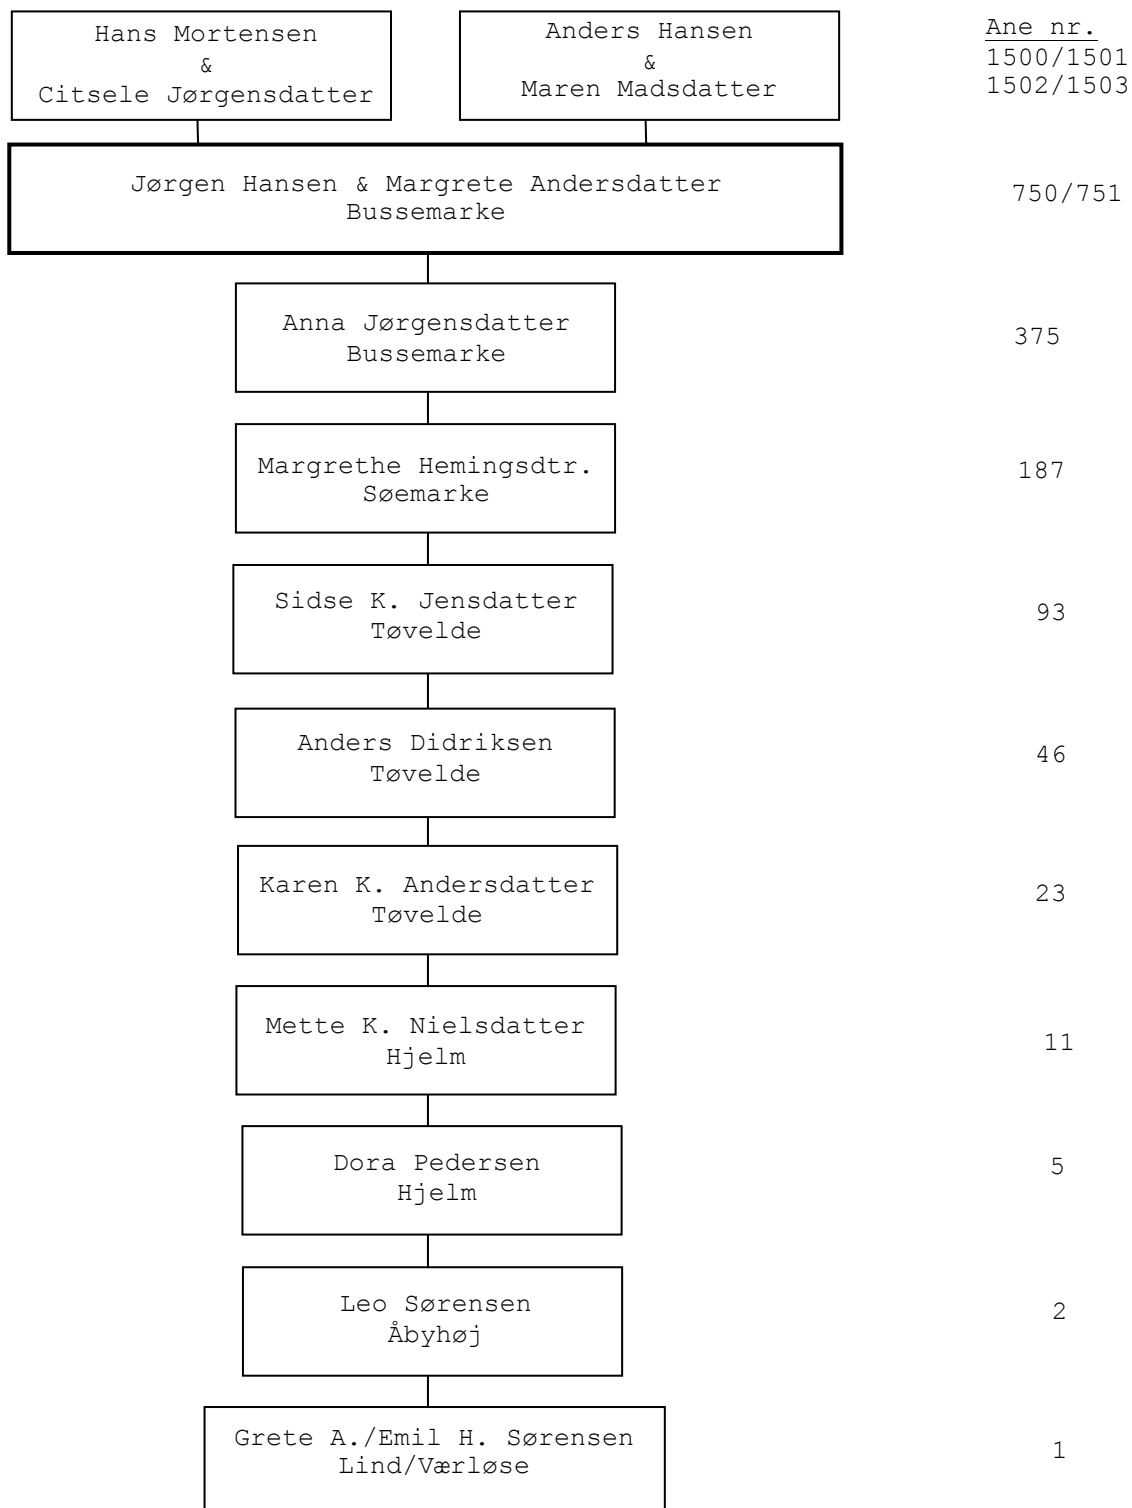 Hans Mortensen
&
Citsele Jørgensdatter
Anders Hansen
&
Maren Madsdatter
Ane nr.
1500/1501
1502/1503
Jørgen Hansen & Margrete Andersdatter
Bussemarke
750/751
Anna Jørgensdatter
Bussemarke
375
Margrethe Hemingsdtr.
Søemarke
187
Sidse K. Jensdatter
Tøvelde
93
Anders Didriksen
Tøvelde
46
Karen K. Andersdatter
Tøvelde
23
Mette K. Nielsdatter
Hjelm
11
Dora Pedersen
Hjelm
5
Leo Sørensen
Åbyhøj
2
Grete A./Emil H. Sørensen
Lind/Værløse
1